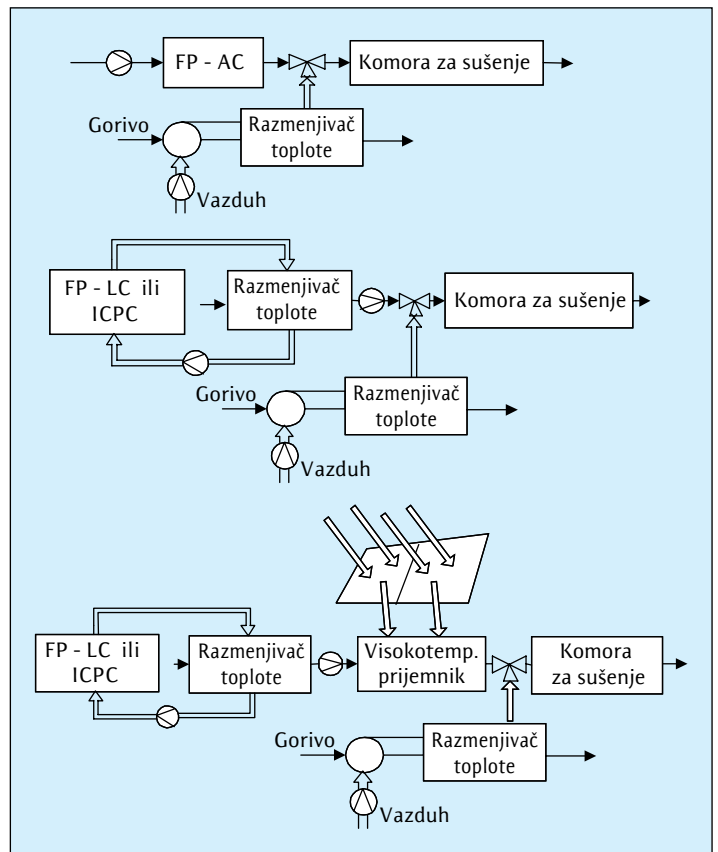 FP - AC
Komora za sušenje
Gorivo
Razmenjivač
toplote
Vazduh
FP - LC ili
ICPC
Razmenjivač
toplote
Komora za sušenje
Gorivo
Razmenjivač
toplote
Vazduh
FP - LC ili
ICPC
Razmenjivač
toplote
Visokotemp.
prijemnik
Komora
za sušenje
Gorivo
Razmenjivač
toplote
Vazduh